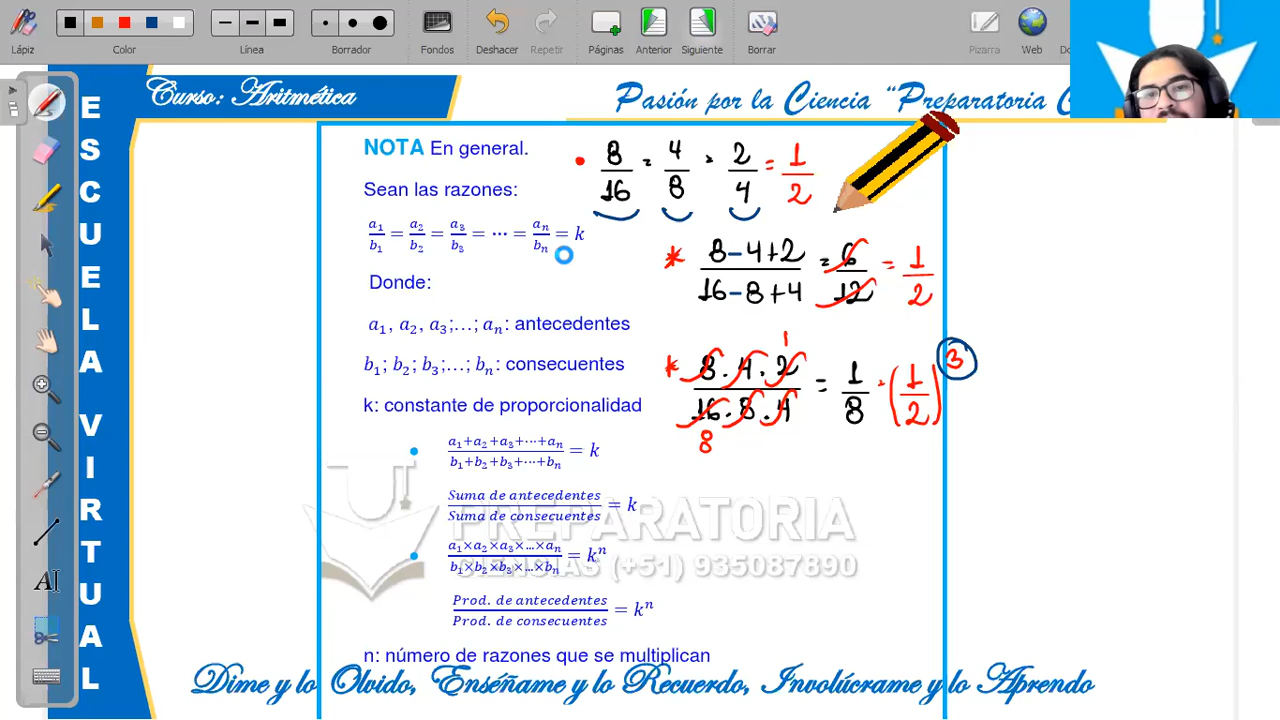 Lápiz
Color
Línea
Borrador
Fondos
Deshacer
Repetir
Páginas
Anterior
Siguiente
Borrar
Pizarra
Web
Curso: Aritmética
Pasión por la Ciencia "Preparatoria C
ESCUELA VIRTUAL
NOTA En general.
Sean las razones:
a₁/b₁ = a₂/b₂ = a₃/b₃ = ⋯ = aₙ/bₙ = k
Donde:
a₁, a₂, a₃;…; aₙ: antecedentes
b₁; b₂; b₃;…; bₙ: consecuentes
k: constante de proporcionalidad
• (a₁+a₂+a₃+⋯+aₙ)/(b₁+b₂+b₃+⋯+bₙ) = k
Suma de antecedentes / Suma de consecuentes = k
• (a₁×a₂×a₃×…×aₙ)/(b₁×b₂×b₃×…×bₙ) = kⁿ
Prod. de antecedentes / Prod. de consecuentes = kⁿ
n: número de razones que se multiplican
• 8/16 = 4/8 = 2/4 = 1/2
* (8-4+2)/(16-8+4) = 6/12 = 1/2
1
* (8.4.2)/(16.8.4) = 1/8 = (1/2)³
8
PREPARATORIA
CIENCIAS (+51) 935087890
Dime y lo Olvido, Enséñame y lo Recuerdo, Involúcrame y lo Aprendo